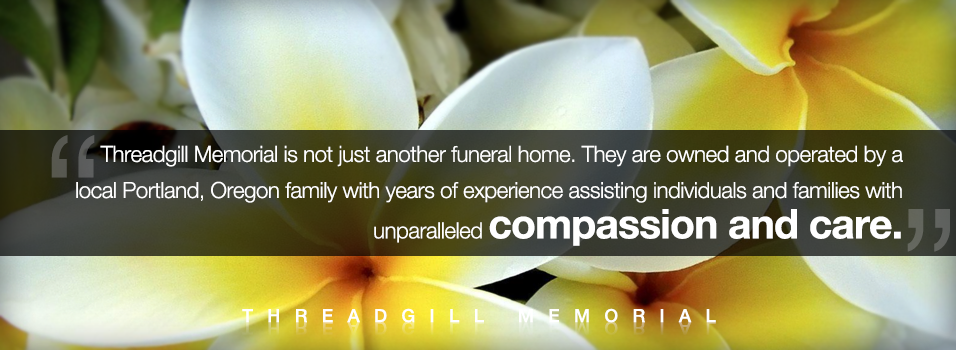 “Threadgill Memorial is not just another funeral home. They are owned and operated by a
local Portland, Oregon family with years of experience assisting individuals and families with
unparalleled compassion and care.”
THREADGILL MEMORIAL